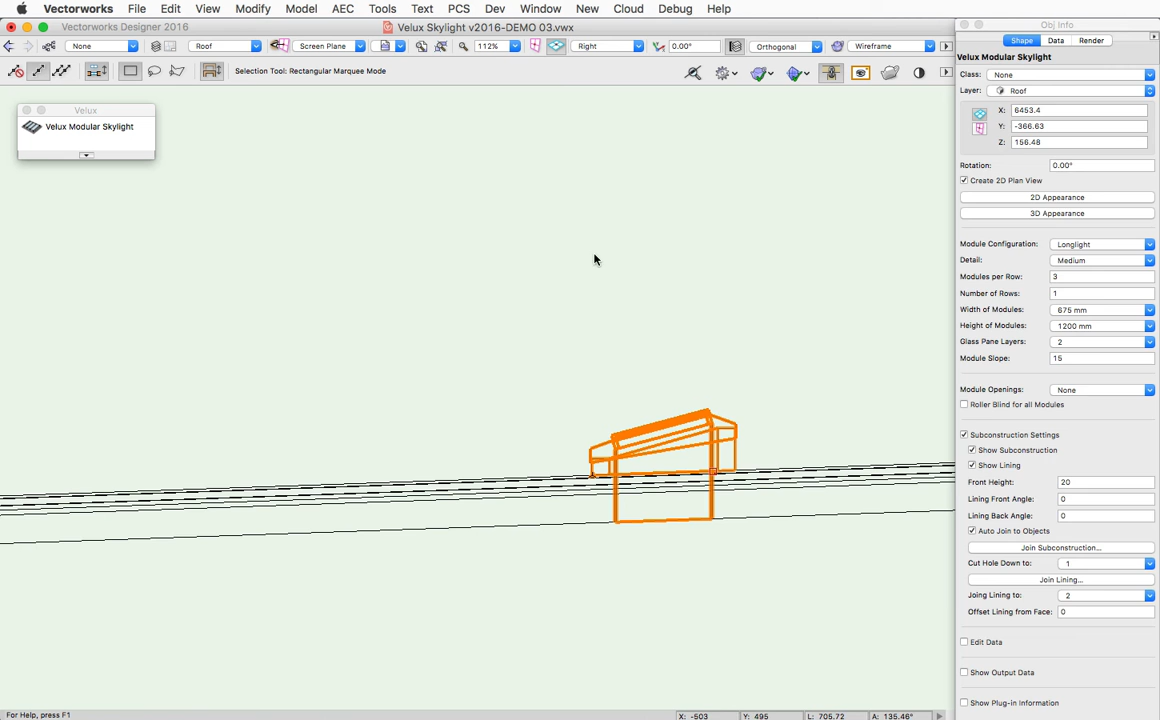 Vectorworks File Edit View Modify Model AEC Tools Text PCS Dev Window New Cloud Debug Help
Vectorworks Designer 2016 Velux Skylight v2016-DEMO 03.vwx
None Roof Screen Plane 112% Right 0.00° Orthogonal Wireframe
Selection Tool: Rectangular Marquee Mode
Velux
Velux Modular Skylight
For Help, press F1
X: -503 Y: 495 L: 705.72 A: 135.46°
Obj Info
Shape Data Render
Velux Modular Skylight
Class: None
Layer: Roof
X: 6453.4
Y: -366.63
Z: 156.48
Rotation: 0.00°
Create 2D Plan View
2D Appearance
3D Appearance
Module Configuration: Longlight
Detail: Medium
Modules per Row: 3
Number of Rows: 1
Width of Modules: 675 mm
Height of Modules: 1200 mm
Glass Pane Layers: 2
Module Slope: 15
Module Openings: None
Roller Blind for all Modules
Subconstruction Settings
Show Subconstruction
Show Lining
Front Height: 20
Lining Front Angle: 0
Lining Back Angle: 0
Auto Join to Objects
Join Subconstruction...
Cut Hole Down to: 1
Join Lining...
Joing Lining to: 2
Offset Lining from Face: 0
Edit Data
Show Output Data
Show Plug-in Information